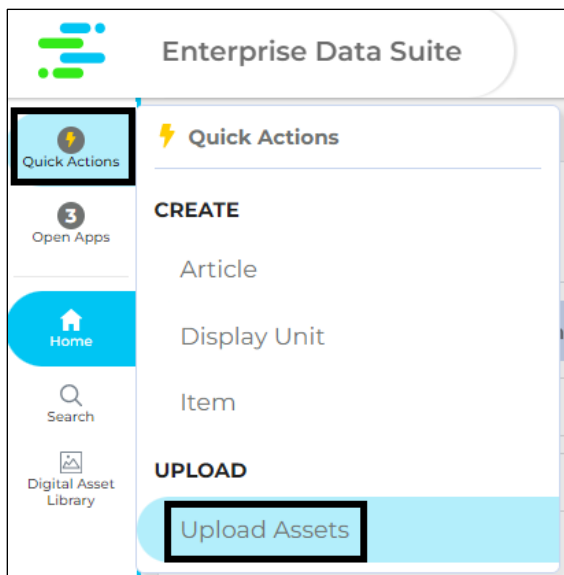 Enterprise Data Suite
Quick Actions
3
Open Apps
Home
Search
Digital Asset
Library
Quick Actions
CREATE
Article
Display Unit
Item
UPLOAD
Upload Assets